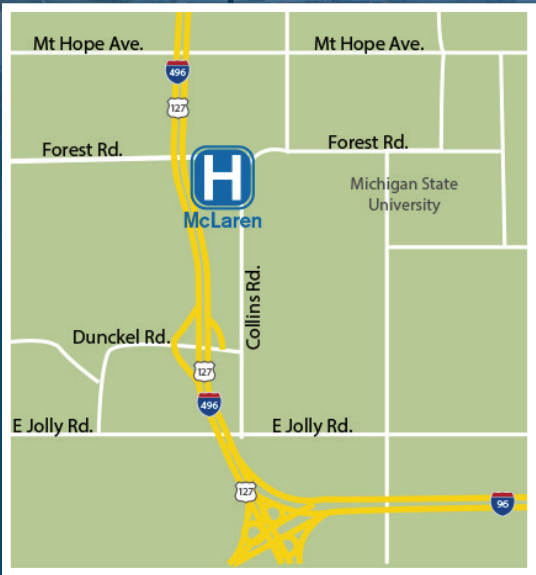 Mt Hope Ave.
Mt Hope Ave.
496
127
Forest Rd.
Forest Rd.
H
McLaren
Michigan State
University
Collins Rd.
Dunckel Rd.
127
496
E Jolly Rd.
E Jolly Rd.
127
96